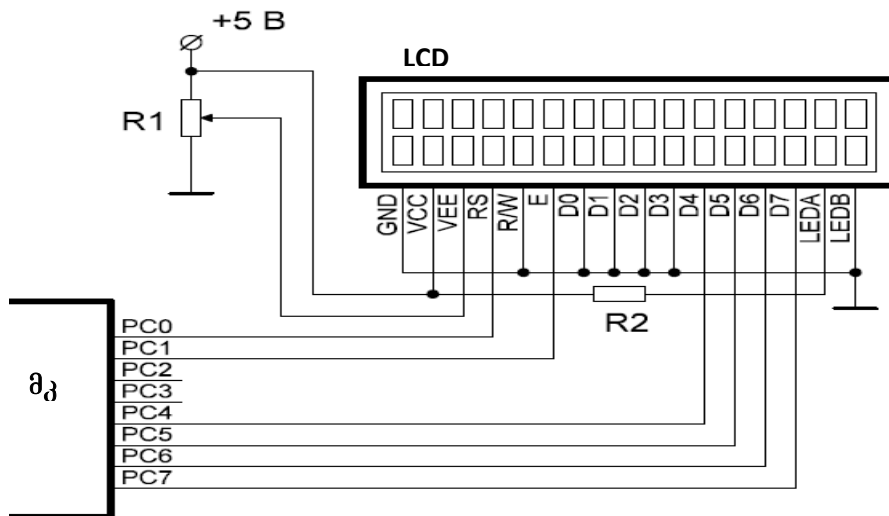 +5 В
LCD
R1
GND
VCC
VEE
RS
R/W
E
D0
D1
D2
D3
D4
D5
D6
D7
LEDA
LEDB
R2
PC0
PC1
PC2
PC3
PC4
PC5
PC6
PC7
მკ